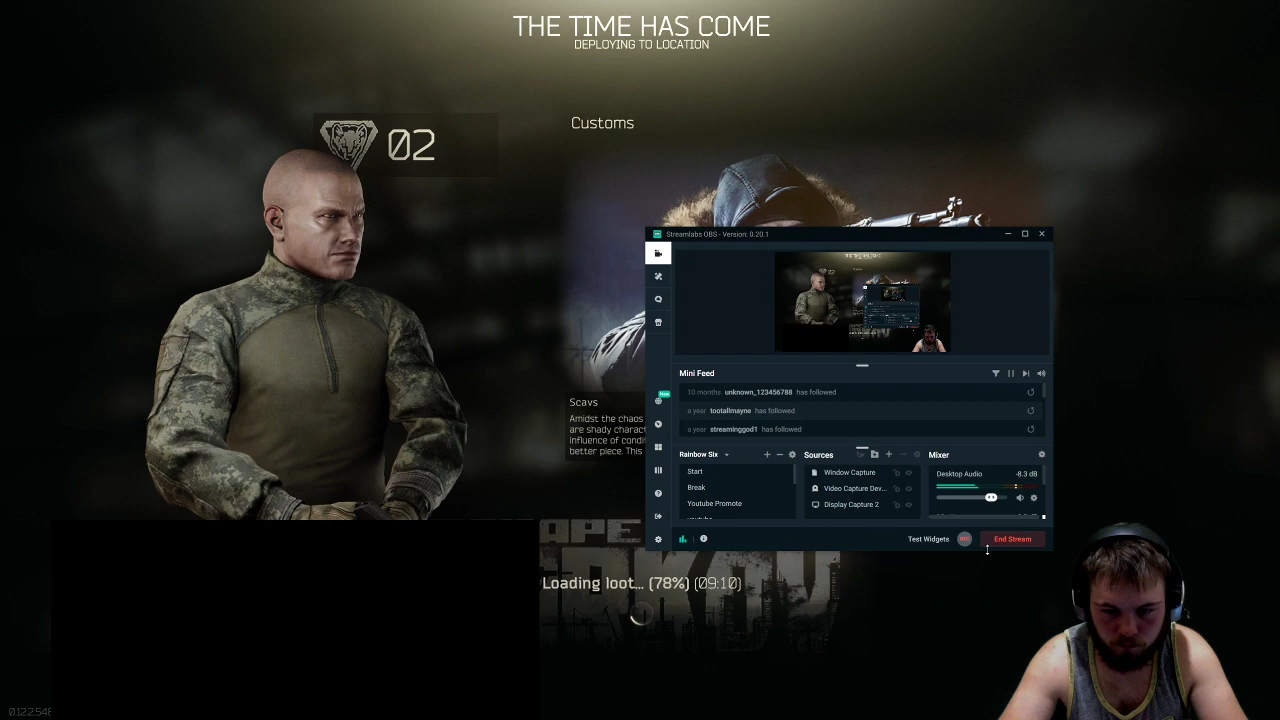 THE TIME HAS COME
DEPLOYING TO LOCATION
02
Customs
Streamlabs OBS - Version: 0.20.1
Scavs
Amidst the chaos
are shady charact
influence of condi
better piece. This
New
Mini Feed
10 months unknown_123456788 has followed
a year tootallmayne has followed
a year streaminggod1 has followed
Rainbow Six
Start
Break
Youtube Promote
Sources
Window Capture
Video Capture Dev...
Display Capture 2
Mixer
Desktop Audio -8.3 dB
Test Widgets
REC
End Stream
Loading loot... (78%) (09:10)